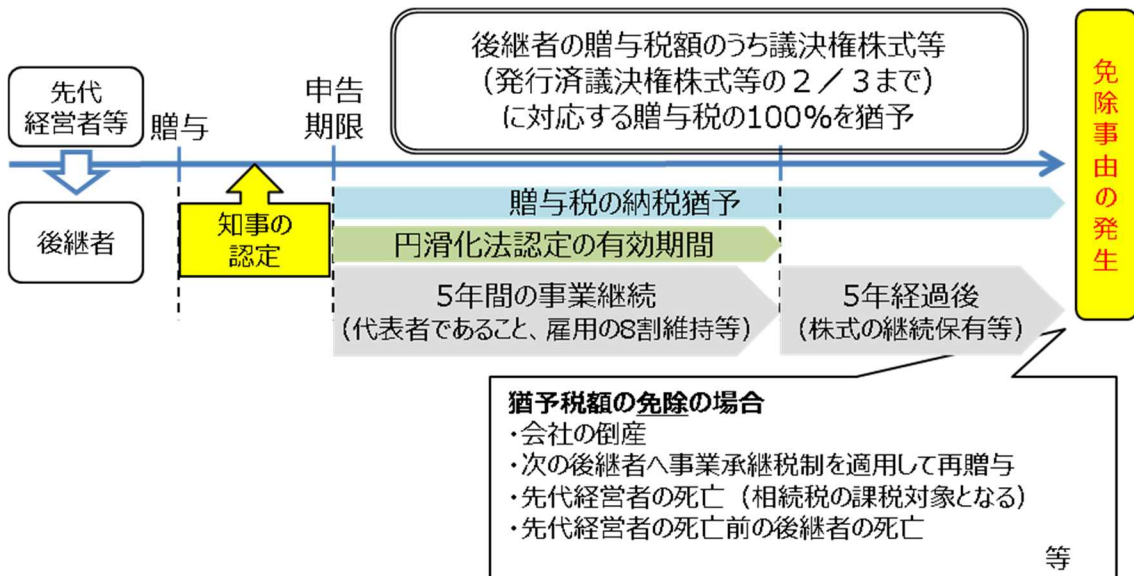 先代
経営者等
贈与
申告
期限
後継者の贈与税額のうち議決権株式等
(発行済議決権株式等の2/3まで)
に対応する贈与税の100%を猶予
免除事由の発生
後継者
知事の
認定
贈与税の納税猶予
円滑化法認定の有効期間
5年間の事業継続
(代表者であること、雇用の8割維持等)
5年経過後
(株式の継続保有等)
猶予税額の免除の場合
・会社の倒産
・次の後継者へ事業承継税制を適用して再贈与
・先代経営者の死亡(相続税の課税対象となる)
・先代経営者の死亡前の後継者の死亡
等